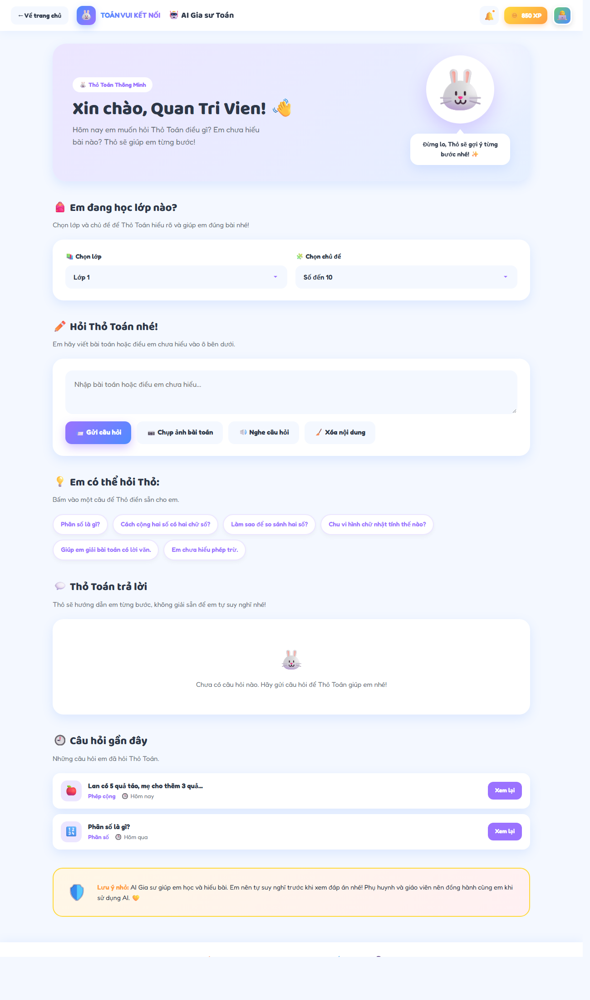 ←Về trang chủ
TOÁN VUI KẾT NỐI
AI Gia sư Toán
850 XP
Thỏ Toán Thông Minh
Xin chào, Quan Tri Vien!
Hôm nay em muốn hỏi Thỏ Toán điều gì? Em chưa hiểu
bài nào? Thỏ sẽ giúp em từng bước!
Đừng lo, Thỏ sẽ gợi ý từng
bước nhé!
Em đang học lớp nào?
Chọn lớp và chủ đề để Thỏ Toán hiểu rõ và giúp em đúng bài nhé!
Chọn lớp
Chọn chủ đề
Lớp 1
Số đến 10
Hỏi Thỏ Toán nhé!
Em hãy viết bài toán hoặc điều em chưa hiểu vào ô bên dưới.
Nhập bài toán hoặc điều em chưa hiểu...
Gửi câu hỏi
Chụp ảnh bài toán
Nghe câu hỏi
Xóa nội dung
Em có thể hỏi Thỏ:
Bấm vào một câu để Thỏ điền sẵn cho em.
Phân số là gì?
Cách cộng hai số có hai chữ số?
Làm sao để so sánh hai số?
Chu vi hình chữ nhật tính thế nào?
Giúp em giải bài toán có lời văn.
Em chưa hiểu phép trừ.
Thỏ Toán trả lời
Thỏ sẽ hướng dẫn em từng bước, không giải sẵn để em tự suy nghĩ nhé!
Chưa có câu hỏi nào. Hãy gửi câu hỏi để Thỏ Toán giúp em nhé!
Câu hỏi gần đây
Những câu hỏi em đã hỏi Thỏ Toán.
Lan có 5 quả táo, mẹ cho thêm 3 quả...
Phép cộng
Hôm nay
Xem lại
1 2
3 4
Phân số là gì?
Phân số
Hôm qua
Xem lại
Lưu ý nhỏ: AI Gia sư giúp em học và hiểu bài. Em nên tự suy nghĩ trước khi xem đáp án nhé! Phụ huynh và giáo viên nên đồng hành cùng em khi
sử dụng AI.